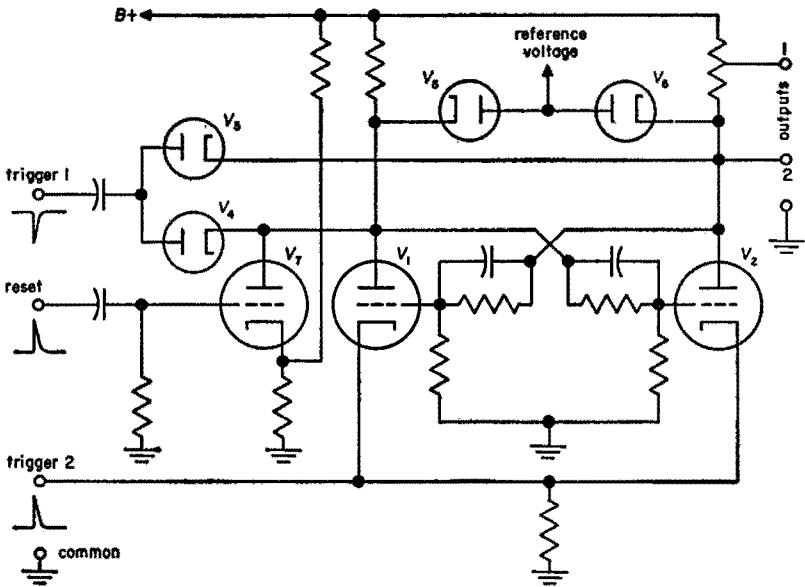 B+
reference
voltage
V5
V6
1
outputs
2
V3
trigger 1
V4
V7
V1
V2
reset
trigger 2
common